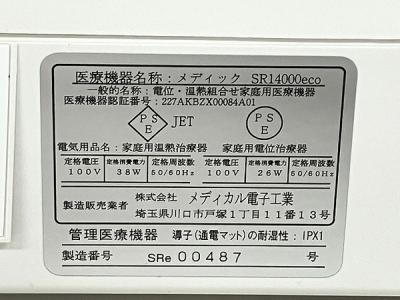 医療機器名称：メディック SR14000eco
一般的名称：電位・温熱組合せ家庭用医療機器
医療機器認証番号：227AKBZX00084A01
PSE JET PSE
電気用品名：家庭用温熱治療器 家庭用電位治療器
定格電圧 定格消費電力 定格周波数 定格電圧 定格消費電力 定格周波数
100V 38W 50/60Hz 100V 26W 50/60Hz
製造販売業者 株式会社 メディカル電子工業
埼玉県川口市戸塚1丁目11番13号
管理医療機器 導子(通電マット)の耐湿性：IPX1
製造番号 SRe 00487 号